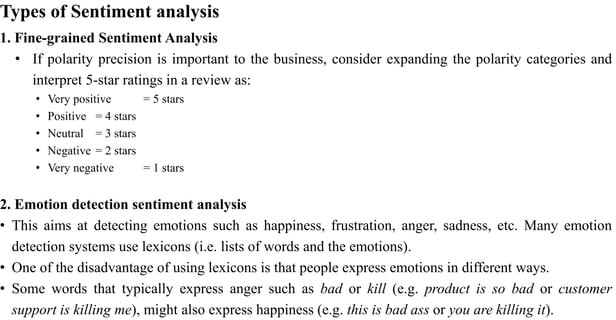 Types of Sentiment analysis
1. Fine-grained Sentiment Analysis
• If polarity precision is important to the business, consider expanding the polarity categories and
interpret 5-star ratings in a review as:
• Very positive = 5 stars
• Positive = 4 stars
• Neutral = 3 stars
• Negative = 2 stars
• Very negative = 1 stars
2. Emotion detection sentiment analysis
• This aims at detecting emotions such as happiness, frustration, anger, sadness, etc. Many emotion
detection systems use lexicons (i.e. lists of words and the emotions).
• One of the disadvantage of using lexicons is that people express emotions in different ways.
• Some words that typically express anger such as bad or kill (e.g. product is so bad or customer
support is killing me), might also express happiness (e.g. this is bad ass or you are killing it).